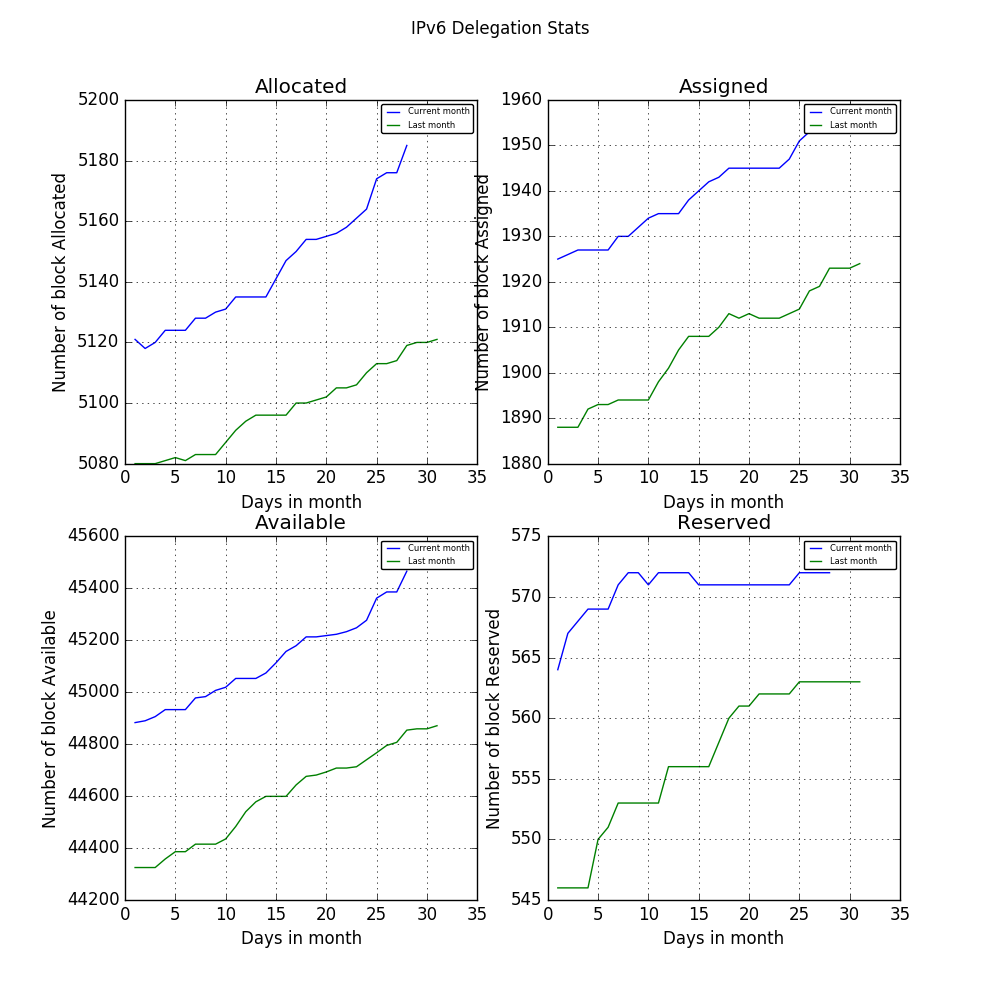 IPv6 Delegation Stats
Allocated
Number of block Allocated
5200
5180
5160
5140
5120
5100
5080
Current month
Last month
0 5 10 15 20 25 30 35
Days in month
Assigned
Number of block Assigned
1960
1950
1940
1930
1920
1910
1900
1890
1880
Current month
Last month
0 5 10 15 20 25 30 35
Days in month
Available
Number of block Available
45600
45400
45200
45000
44800
44600
44400
44200
Current month
Last month
0 5 10 15 20 25 30 35
Days in month
Reserved
Number of block Reserved
575
570
565
560
555
550
545
Current month
Last month
0 5 10 15 20 25 30 35
Days in month